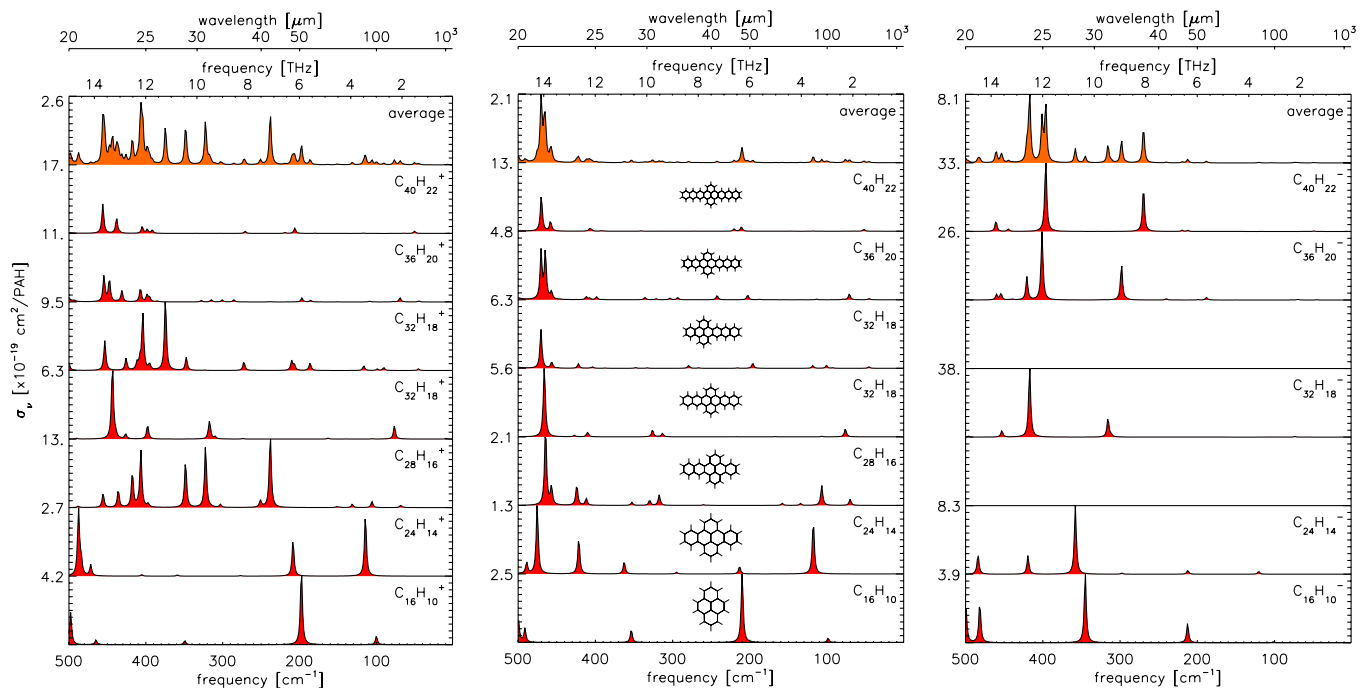 wavelength [μm]
20 25 30 40 50 100 10³
frequency [THz]
14 12 10 8 6 4 2
2.6 average
17. C₄₀H₂₂⁺
11. C₃₆H₂₀⁺
9.5 C₃₂H₁₈⁺
6.3 C₃₂H₁₈⁺
13. C₂₈H₁₆⁺
2.7 C₂₄H₁₄⁺
4.2 C₁₆H₁₀⁺
σᵥ [x10⁻¹⁹ cm²/PAH]
500 400 300 200 100
frequency [cm⁻¹]
wavelength [μm]
20 25 30 40 50 100 10³
frequency [THz]
14 12 10 8 6 4 2
2.1 average
13. C₄₀H₂₂
4.8 C₃₆H₂₀
6.3 C₃₂H₁₈
5.6 C₃₂H₁₈
2.1 C₂₈H₁₆
1.3 C₂₄H₁₄
2.5 C₁₆H₁₀
500 400 300 200 100
frequency [cm⁻¹]
wavelength [μm]
20 25 30 40 50 100 10³
frequency [THz]
14 12 10 8 6 4 2
8.1 average
33. C₄₀H₂₂⁻
26. C₃₆H₂₀⁻
38. C₃₂H₁₈⁻
8.3 C₂₄H₁₄⁻
3.9 C₁₆H₁₀⁻
500 400 300 200 100
frequency [cm⁻¹]